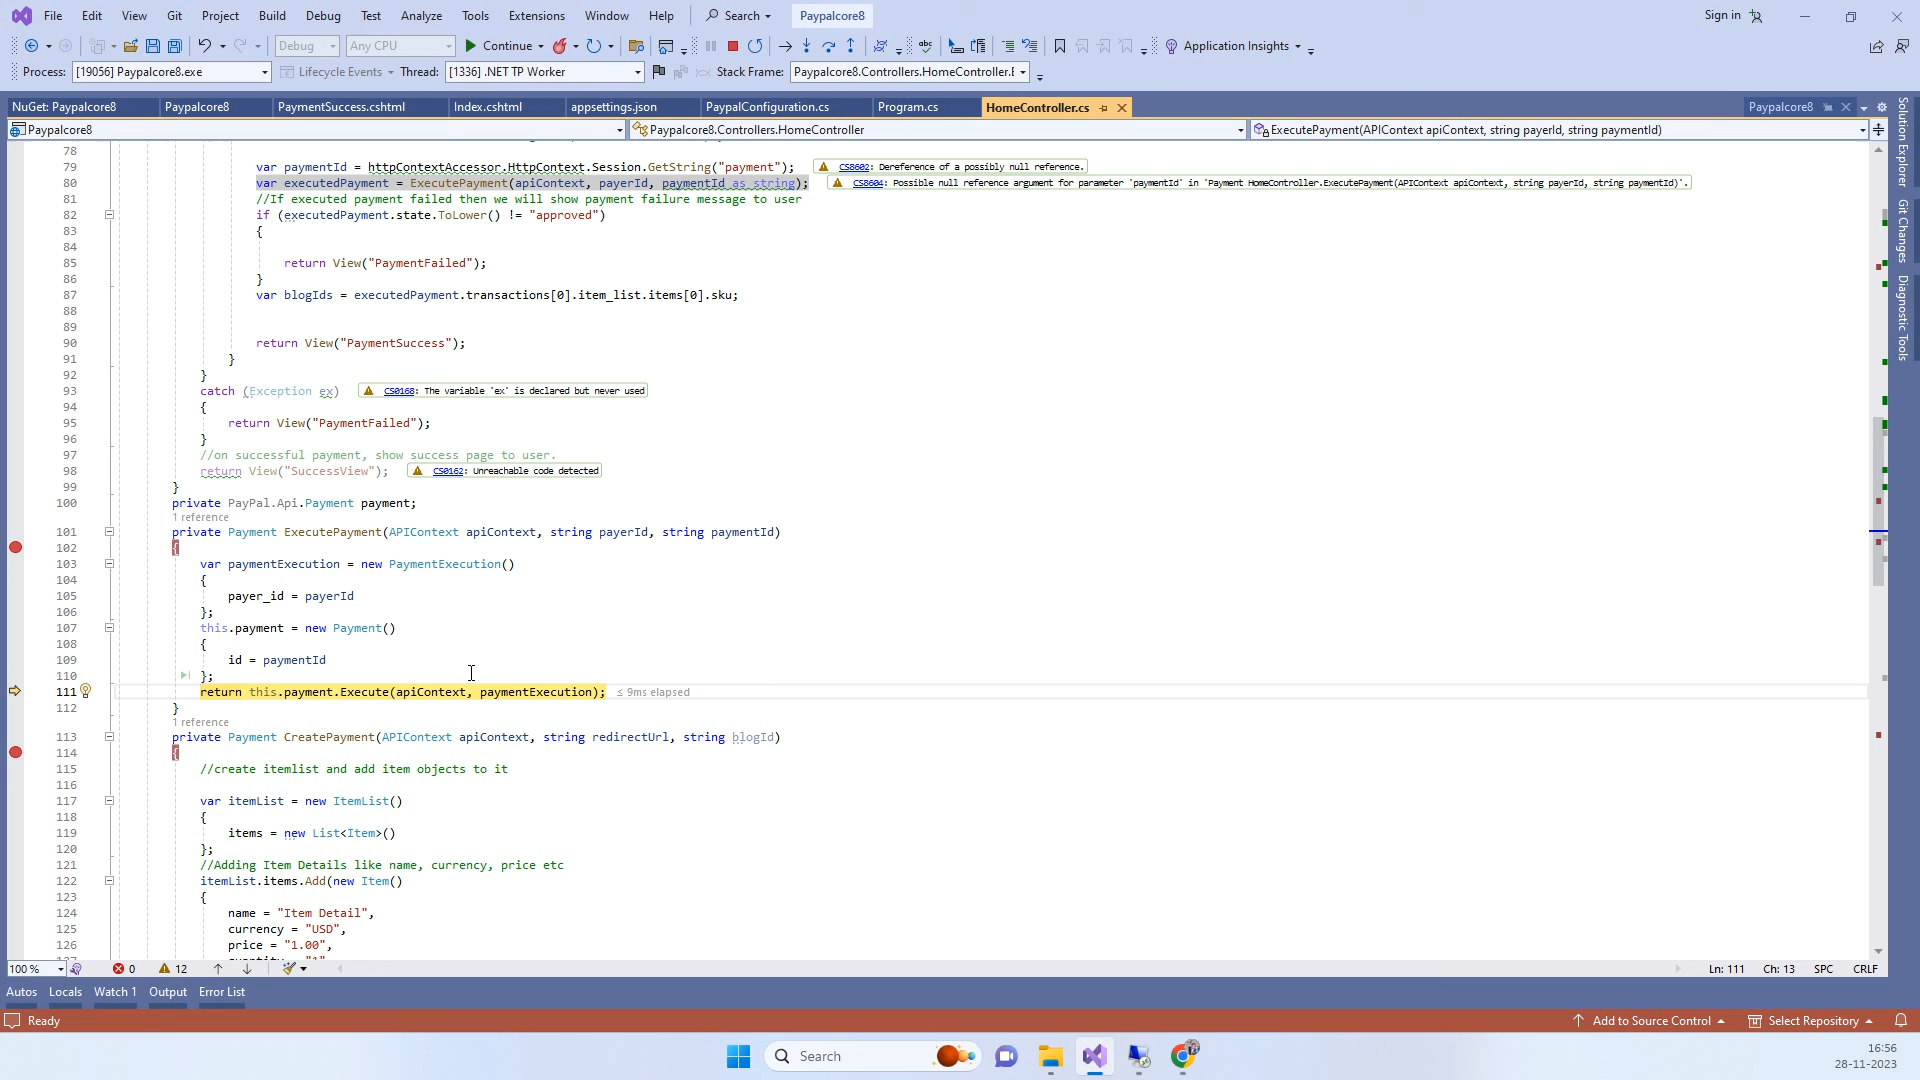 File Edit View Git Project Build Debug Test Analyze Tools Extensions Window Help Search Paypalcore8 Sign in
Debug Any CPU Continue Application Insights
Process: [19056] Paypalcore8.exe Lifecycle Events Thread: [1336] .NET TP Worker Stack Frame: Paypalcore8.Controllers.HomeController.E
NuGet: Paypalcore8 Paypalcore8 PaymentSuccess.cshtml Index.cshtml appsettings.json PaypalConfiguration.cs Program.cs HomeController.cs Paypalcore8
Paypalcore8 Paypalcore8.Controllers.HomeController ExecutePayment(APIContext apiContext, string payerId, string paymentId)
78
79 var paymentId = httpContextAccessor.HttpContext.Session.GetString("payment"); CS8602: Dereference of a possibly null reference.
80 var executedPayment = ExecutePayment(apiContext, payerId, paymentId as string); CS8604: Possible null reference argument for parameter 'paymentId' in 'Payment HomeController.ExecutePayment(APIContext apiContext, string payerId, string paymentId)'.
81 //If executed payment failed then we will show payment failure message to user
82 if (executedPayment.state.ToLower() != "approved")
83 {
84
85 return View("PaymentFailed");
86 }
87 var blogIds = executedPayment.transactions[0].item_list.items[0].sku;
88
89
90 return View("PaymentSuccess");
91 }
92 }
93 catch (Exception ex) CS0168: The variable 'ex' is declared but never used
94 {
95 return View("PaymentFailed");
96 }
97 //on successful payment, show success page to user.
98 return View("SuccessView"); CS0162: Unreachable code detected
99 }
100 private PayPal.Api.Payment payment;
1 reference
101 private Payment ExecutePayment(APIContext apiContext, string payerId, string paymentId)
102 {
103 var paymentExecution = new PaymentExecution()
104 {
105 payer_id = payerId
106 };
107 this.payment = new Payment()
108 {
109 id = paymentId
110 };
111 return this.payment.Execute(apiContext, paymentExecution); ≤ 9ms elapsed
112 }
1 reference
113 private Payment CreatePayment(APIContext apiContext, string redirectUrl, string blogId)
114 {
115 //create itemlist and add item objects to it
116
117 var itemList = new ItemList()
118 {
119 items = new List<Item>()
120 };
121 //Adding Item Details like name, currency, price etc
122 itemList.items.Add(new Item()
123 {
124 name = "Item Detail",
125 currency = "USD",
126 price = "1.00",
Solution Explorer
Git Changes
Diagnostic Tools
100 % 0 12 Ln: 111 Ch: 13 SPC CRLF
Autos Locals Watch 1 Output Error List
Ready Add to Source Control Select Repository
Search 16:56
28-11-2023